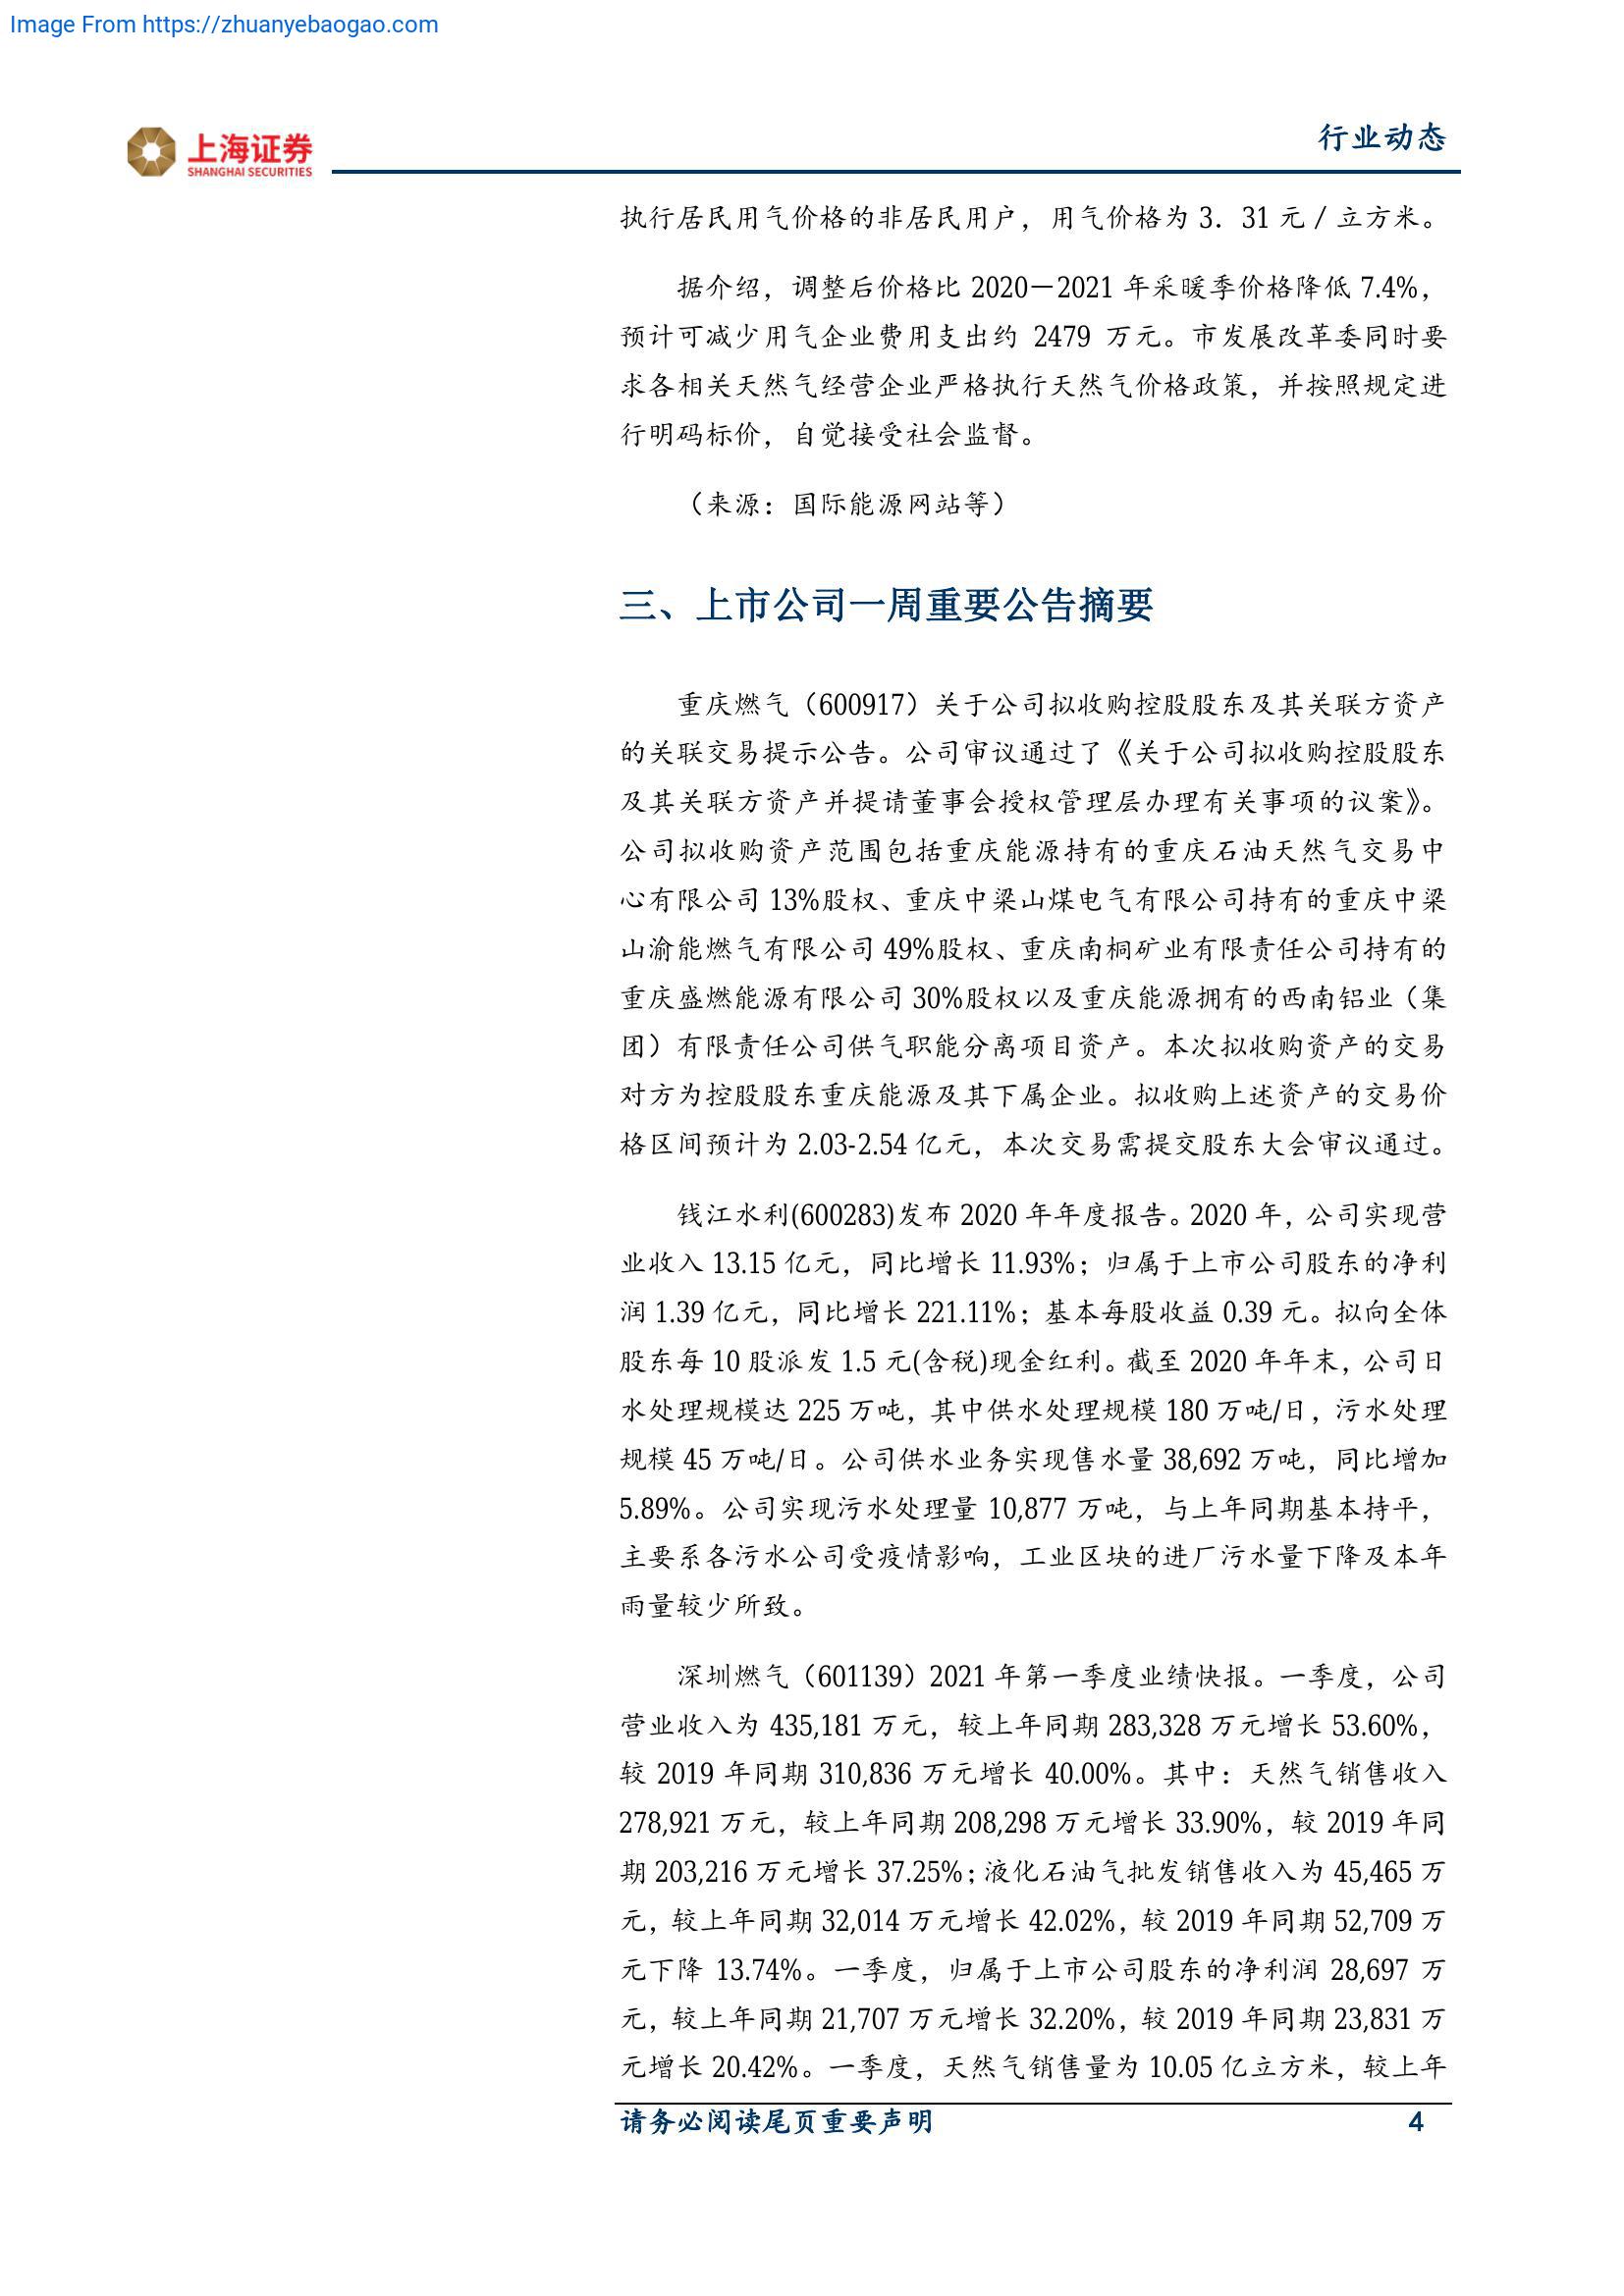 Image From https://zhuanyebaogao.com
上海证券
SHANGHAI SECURITIES
行业动态
执行居民用气价格的非居民用户，用气价格为 3．31 元／立方米。
据介绍，调整后价格比 2020－2021 年采暖季价格降低 7.4%，
预计可减少用气企业费用支出约 2479 万元。市发展改革委同时要
求各相关天然气经营企业严格执行天然气价格政策，并按照规定进
行明码标价，自觉接受社会监督。
（来源：国际能源网站等）
三、上市公司一周重要公告摘要
重庆燃气（600917）关于公司拟收购控股股东及其关联方资产
的关联交易提示公告。公司审议通过了《关于公司拟收购控股股东
及其关联方资产并提请董事会授权管理层办理有关事项的议案》。
公司拟收购资产范围包括重庆能源持有的重庆石油天然气交易中
心有限公司 13%股权、重庆中梁山煤电气有限公司持有的重庆中梁
山渝能燃气有限公司 49%股权、重庆南桐矿业有限责任公司持有的
重庆盛燃能源有限公司 30%股权以及重庆能源拥有的西南铝业（集
团）有限责任公司供气职能分离项目资产。本次拟收购资产的交易
对方为控股股东重庆能源及其下属企业。拟收购上述资产的交易价
格区间预计为 2.03-2.54 亿元，本次交易需提交股东大会审议通过。
钱江水利(600283)发布 2020 年年度报告。2020 年，公司实现营
业收入 13.15 亿元，同比增长 11.93%；归属于上市公司股东的净利
润 1.39 亿元，同比增长 221.11%；基本每股收益 0.39 元。拟向全体
股东每 10 股派发 1.5 元(含税)现金红利。截至 2020 年年末，公司日
水处理规模达 225 万吨，其中供水处理规模 180 万吨/日，污水处理
规模 45 万吨/日。公司供水业务实现售水量 38,692 万吨，同比增加
5.89%。公司实现污水处理量 10,877 万吨，与上年同期基本持平，
主要系各污水公司受疫情影响，工业区块的进厂污水量下降及本年
雨量较少所致。
深圳燃气（601139）2021 年第一季度业绩快报。一季度，公司
营业收入为 435,181 万元，较上年同期 283,328 万元增长 53.60%，
较 2019 年同期 310,836 万元增长 40.00%。其中：天然气销售收入
278,921 万元，较上年同期 208,298 万元增长 33.90%，较 2019 年同
期 203,216 万元增长 37.25%；液化石油气批发销售收入为 45,465 万
元，较上年同期 32,014 万元增长 42.02%，较 2019 年同期 52,709 万
元下降 13.74%。一季度，归属于上市公司股东的净利润 28,697 万
元，较上年同期 21,707 万元增长 32.20%，较 2019 年同期 23,831 万
元增长 20.42%。一季度，天然气销售量为 10.05 亿立方米，较上年
请务必阅读尾页重要声明 4